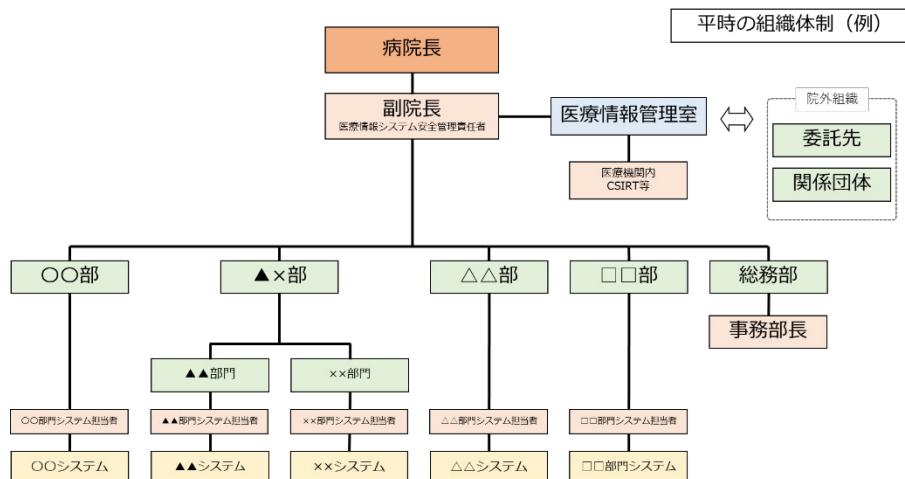 平時の組織体制（例）
病院長
副院長
医療情報システム安全管理責任者
医療情報管理室
院外組織
委託先
関係団体
医療機関内
CSIRT等
〇〇部
▲×部
△△部
□□部
総務部
事務部長
▲▲部門
××部門
〇〇部門システム担当者
▲▲部門システム担当者
××部門システム担当者
△△部門システム担当者
□□部門システム担当者
〇〇システム
▲▲システム
××システム
△△システム
□□部門システム